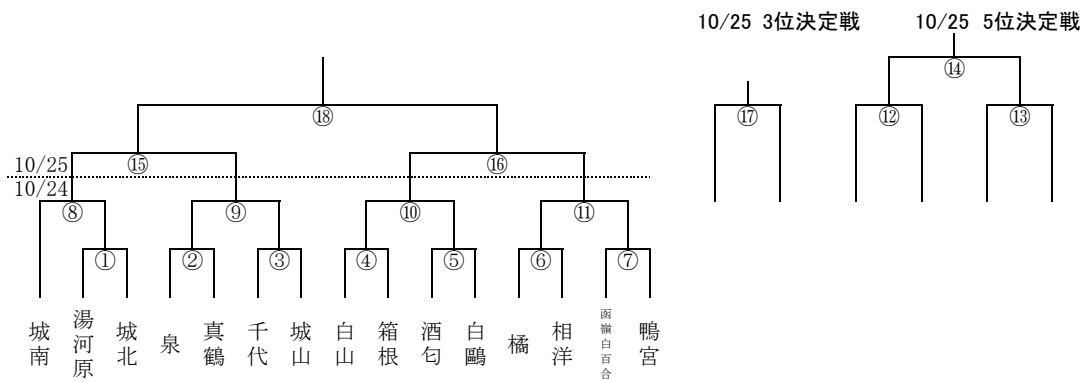 10/25 3位決定戦
10/25 5位決定戦
⑭
⑱
⑰
⑫
⑬
⑮
⑯
10/25
10/24
⑧
⑨
⑩
⑪
①
②
③
④
⑤
⑥
⑦
城南
湯河原
城北
泉
真鶴
千代
城山
白山
箱根
酒匂
白鷗
橘
相洋
函嶺白百合
鴨宮